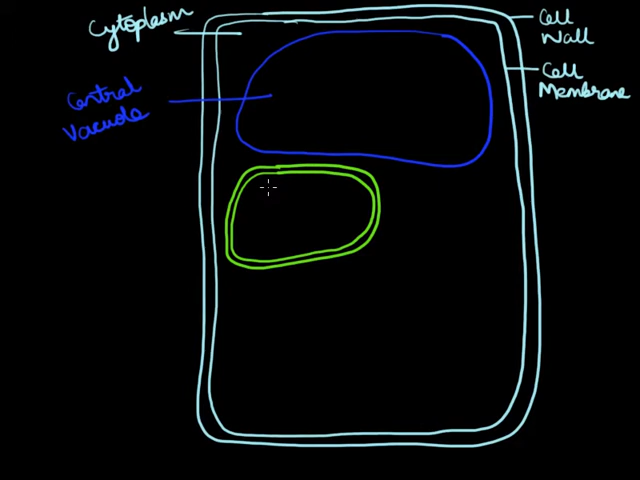 Cytoplasm
Cell
Wall
Cell
Membrane
Central
Vacuole